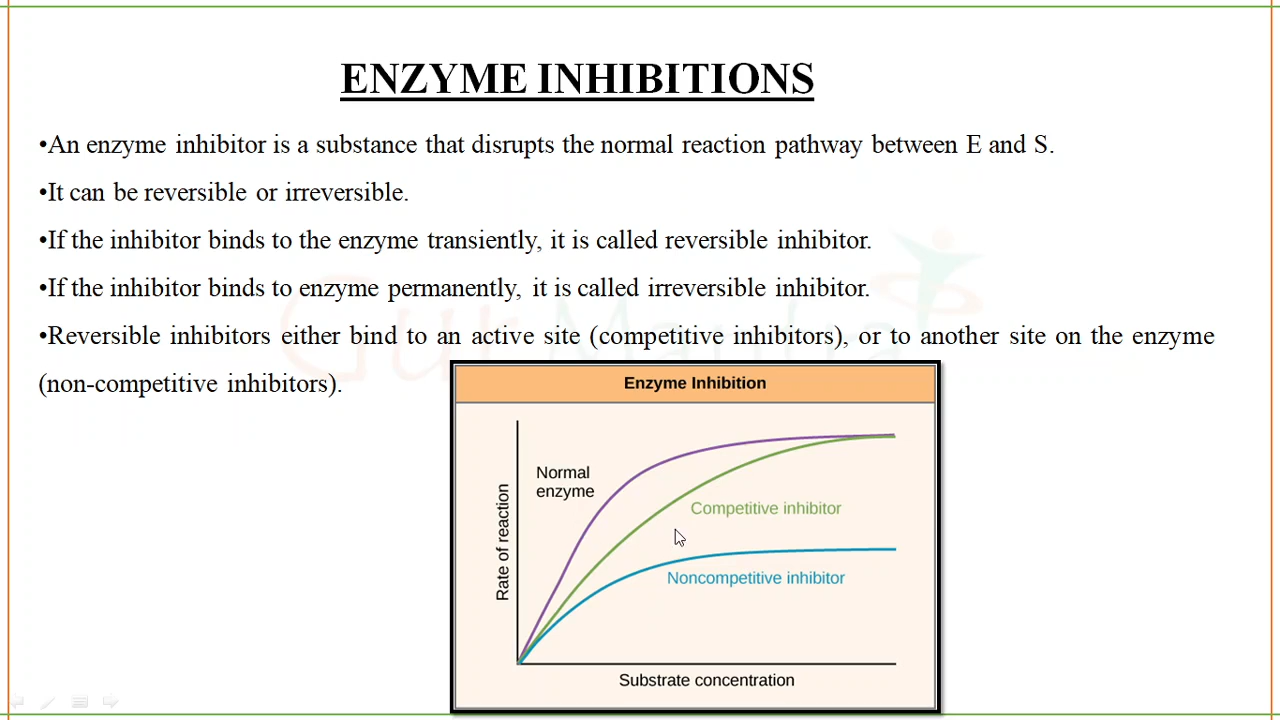 ENZYME INHIBITIONS
•An enzyme inhibitor is a substance that disrupts the normal reaction pathway between E and S.
•It can be reversible or irreversible.
•If the inhibitor binds to the enzyme transiently, it is called reversible inhibitor.
•If the inhibitor binds to enzyme permanently, it is called irreversible inhibitor.
•Reversible inhibitors either bind to an active site (competitive inhibitors), or to another site on the enzyme
(non-competitive inhibitors).
Gur Mantra
Enzyme Inhibition
Normal
enzyme
Competitive inhibitor
Noncompetitive inhibitor
Rate of reaction
Substrate concentration